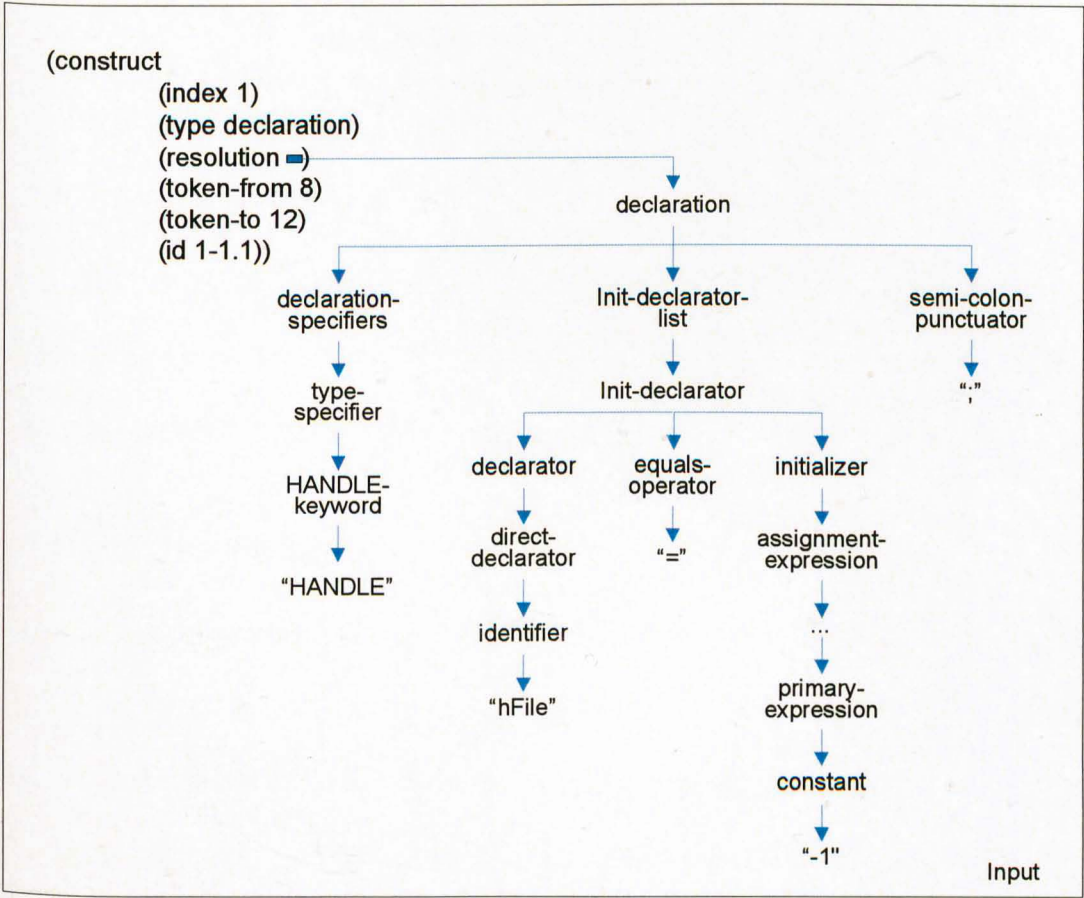 (construct
(index 1)
(type declaration)
(resolution )
(token-from 8)
(token-to 12)
(id 1-1.1))
declaration
declaration-
specifiers
Init-declarator-
list
semi-colon-
punctuator
type-
specifier
Init-declarator
“;”
HANDLE-
keyword
declarator
equals-
operator
initializer
“HANDLE”
direct-
declarator
“=”
assignment-
expression
identifier
...
“hFile”
primary-
expression
constant
“-1"
Input